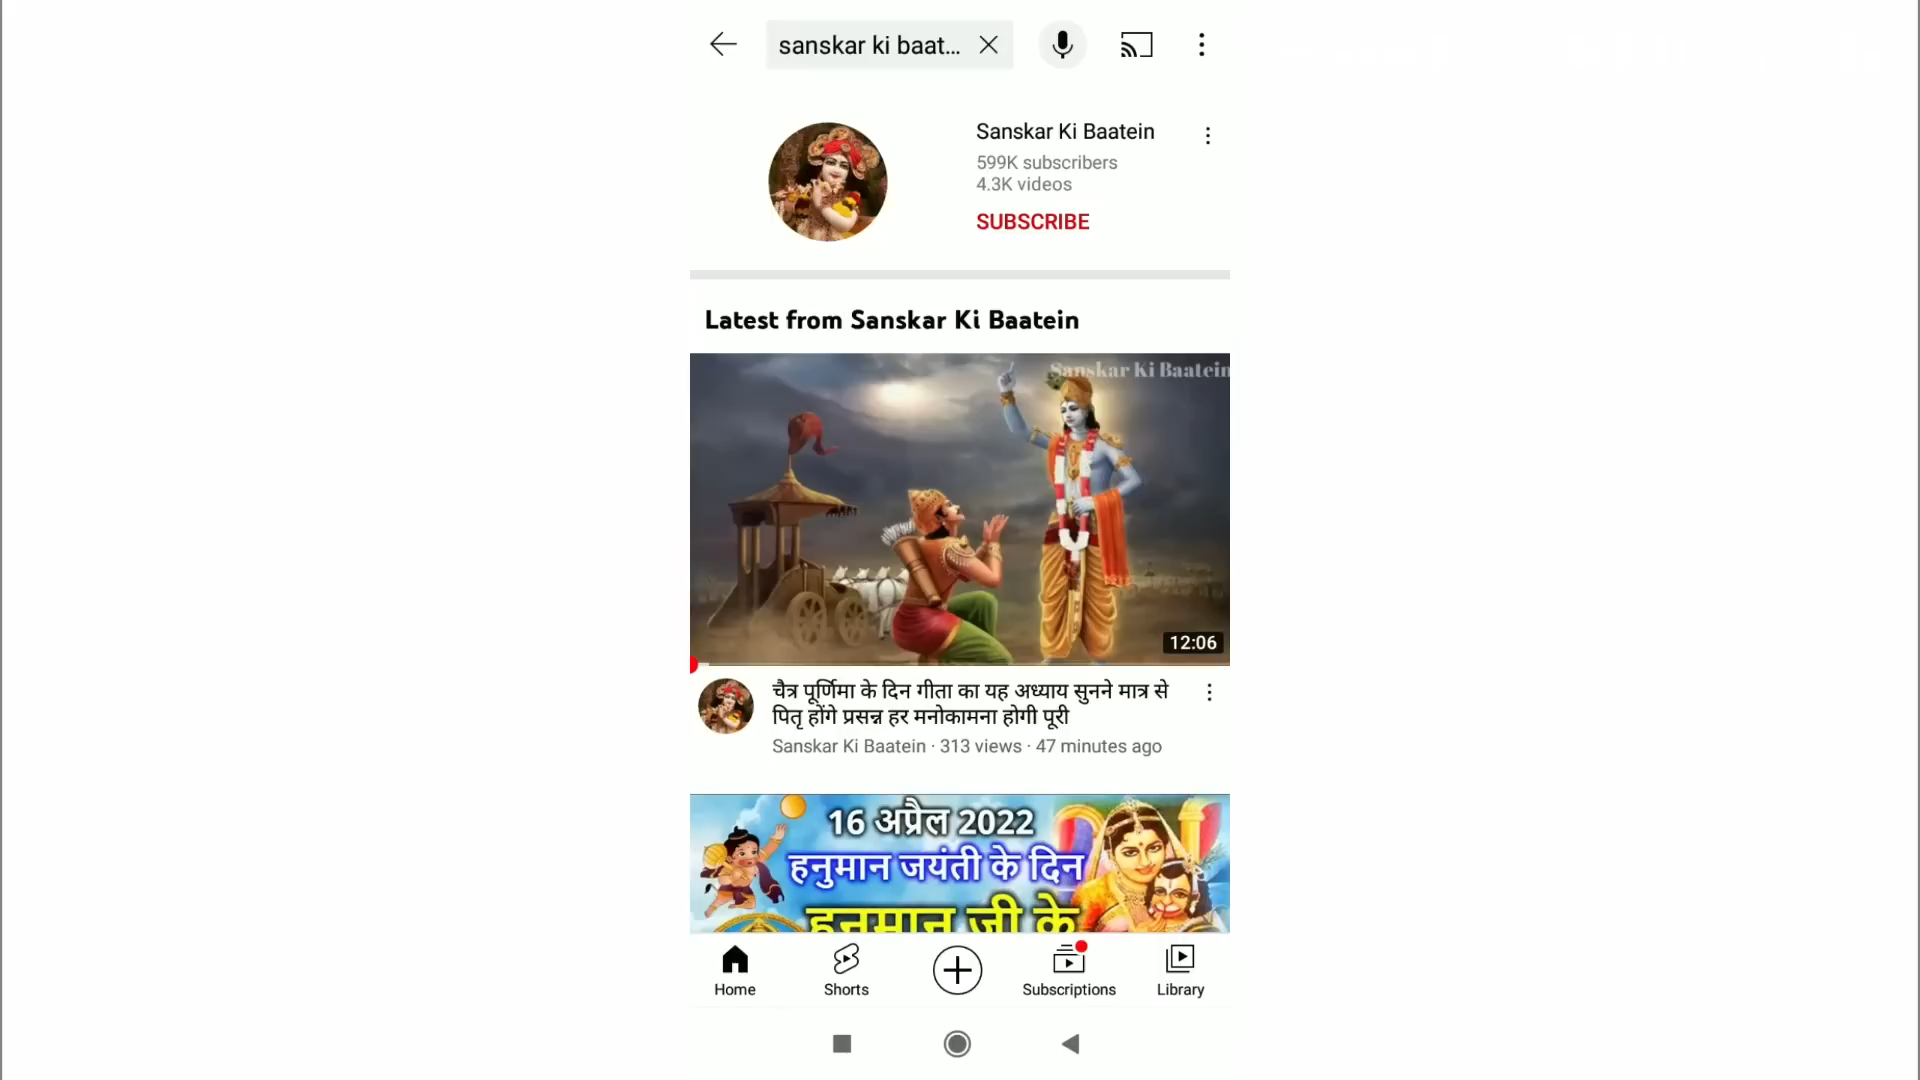 sanskar ki baat...
Sanskar Ki Baatein
599K subscribers
4.3K videos
SUBSCRIBE
Latest from Sanskar Ki Baatein
Sanskar Ki Baatein
12:06
चैत्र पूर्णिमा के दिन गीता का यह अध्याय सुनने मात्र से
पितृ होंगे प्रसन्न हर मनोकामना होगी पूरी
Sanskar Ki Baatein · 313 views · 47 minutes ago
16 अप्रैल 2022
हनुमान जयंती के दिन
हनुमान जी के
Home
Shorts
Subscriptions
Library